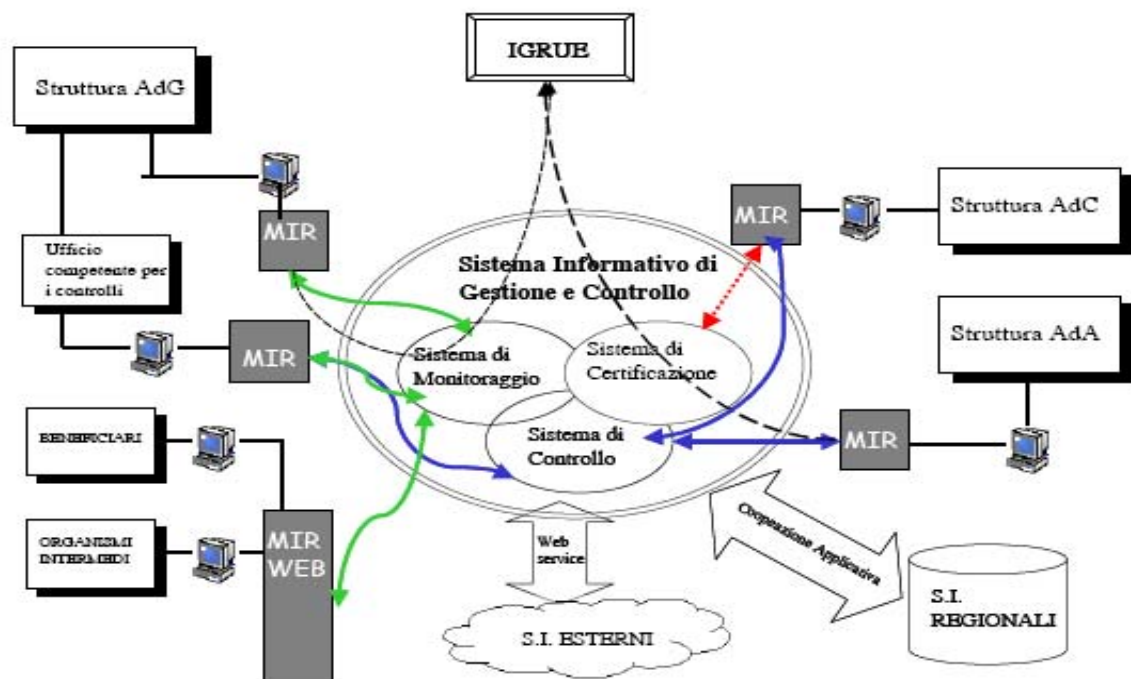 IGRUE
Struttura AdG
MIR
Ufficio
competente per
i controlli
MIR
BENEFICIARI
ORGANISMI
INTERMEDI
MIR
WEB
Sistema Informativo di
Gestione e Controllo
Sistema di
Monitoraggio
Sistema di
Certificazione
Sistema di
Controllo
MIR
Struttura AdC
Struttura AdA
MIR
Web
service
Cooperazione Applicativa
S.I. ESTERNI
S.I.
REGIONALI